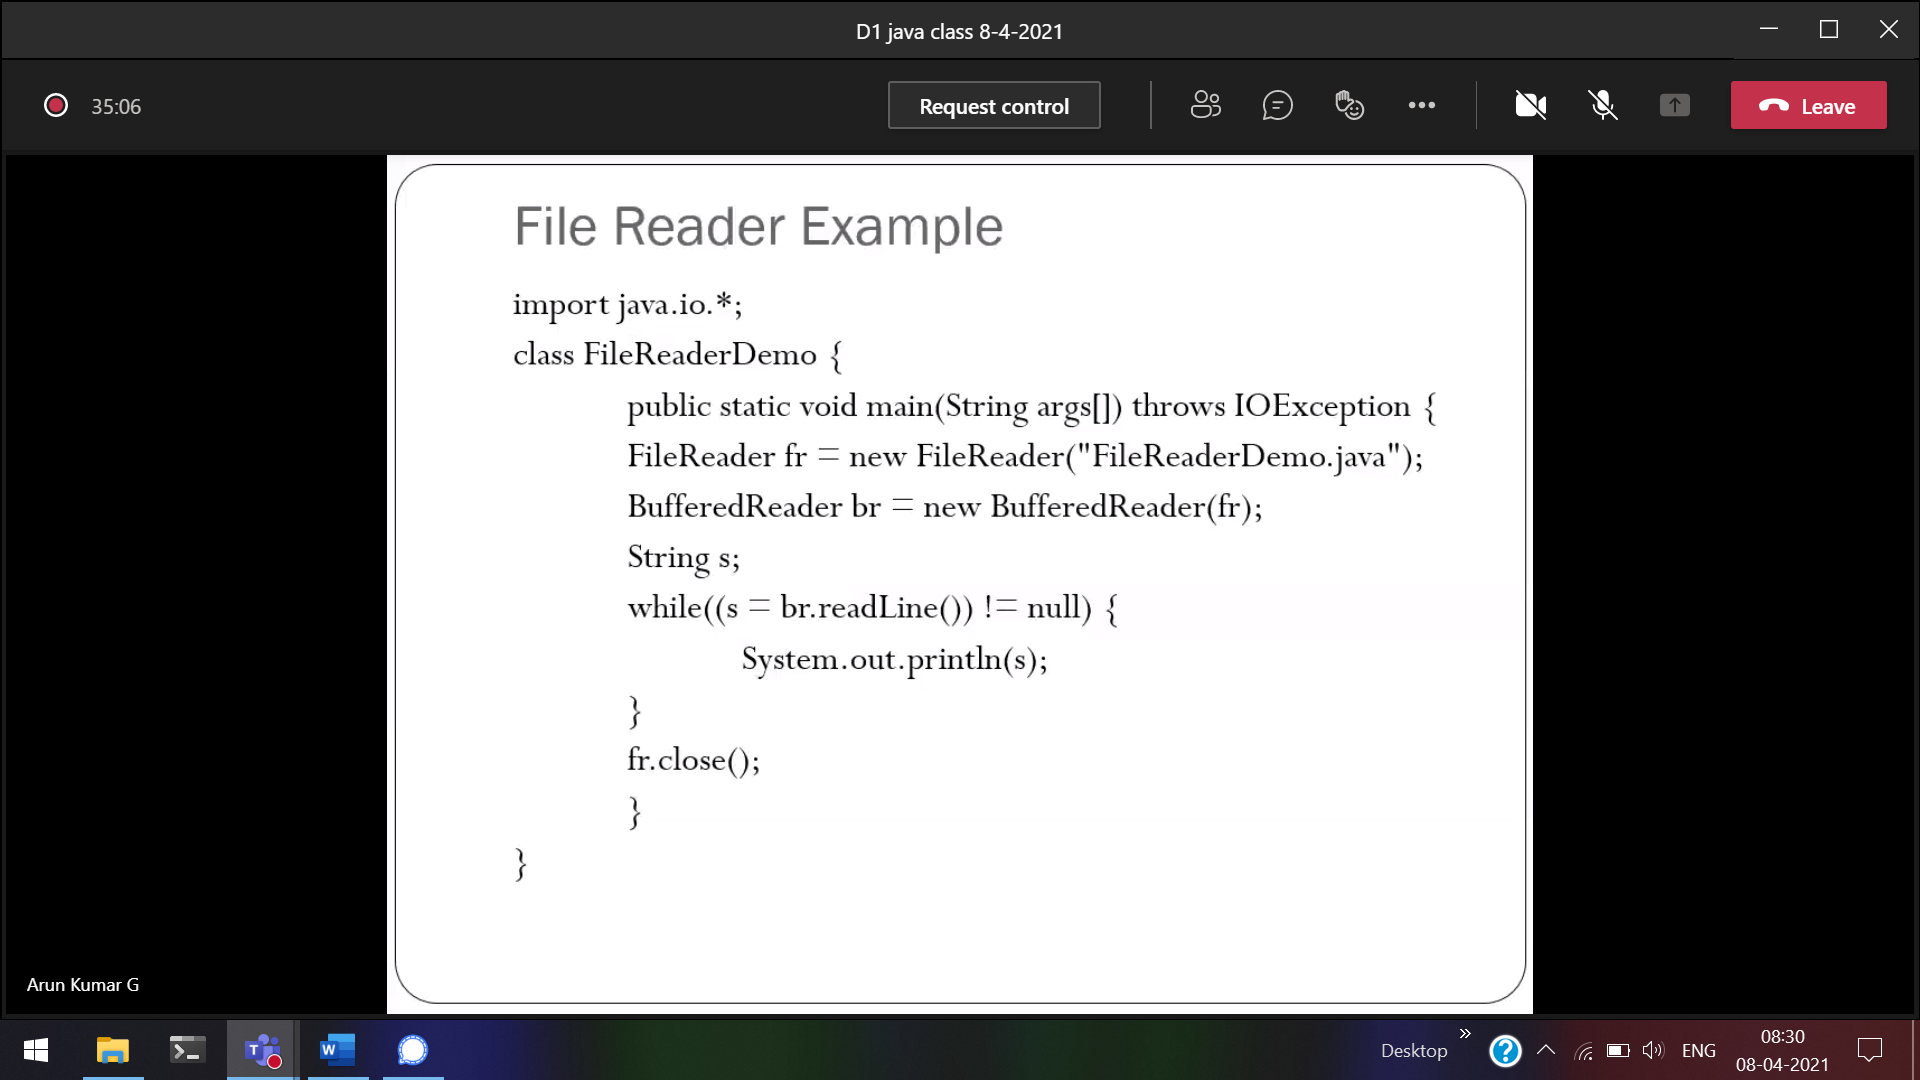 D1 java class 8-4-2021
35:06
Request control
Leave
File Reader Example
import java.io.*;
class FileReaderDemo {
public static void main(String args[]) throws IOException {
FileReader fr = new FileReader("FileReaderDemo.java");
BufferedReader br = new BufferedReader(fr);
String s;
while((s = br.readLine()) != null) {
System.out.println(s);
}
fr.close();
}
}
Arun Kumar G
Desktop
ENG
08:30
08-04-2021